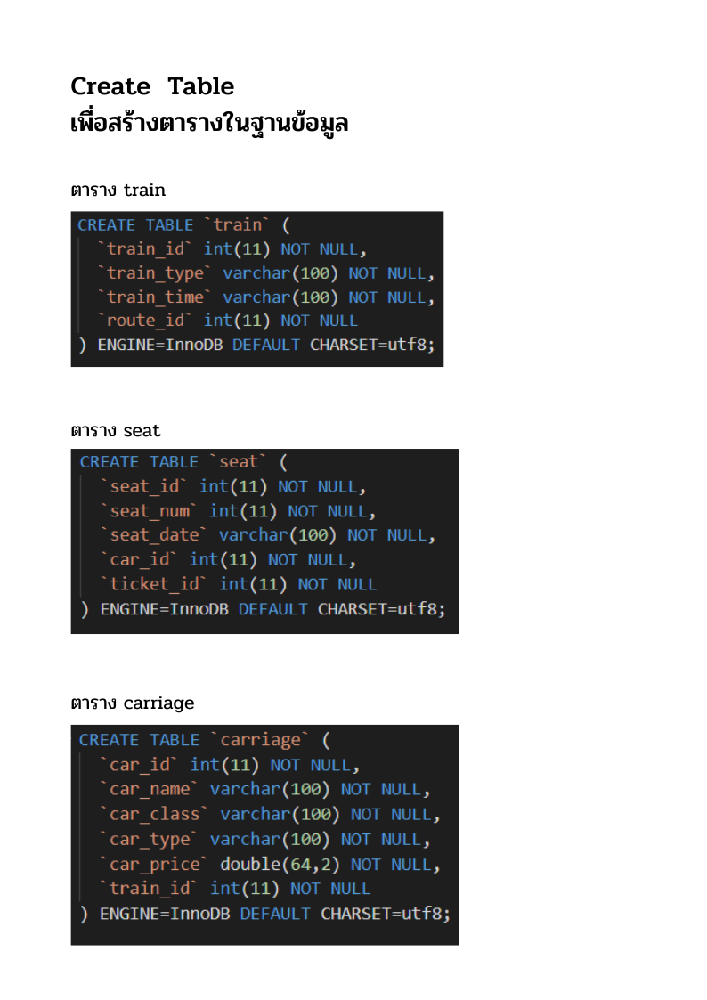 Create Table
เพื่อสร้างตารางในฐานข้อมูล
ตาราง train
CREATE TABLE `train` (
`train_id` int(11) NOT NULL,
`train_type` varchar(100) NOT NULL,
`train_time` varchar(100) NOT NULL,
`route_id` int(11) NOT NULL
) ENGINE=InnoDB DEFAULT CHARSET=utf8;
ตาราง seat
CREATE TABLE `seat` (
`seat_id` int(11) NOT NULL,
`seat_num` int(11) NOT NULL,
`seat_date` varchar(100) NOT NULL,
`car_id` int(11) NOT NULL,
`ticket_id` int(11) NOT NULL
) ENGINE=InnoDB DEFAULT CHARSET=utf8;
ตาราง carriage
CREATE TABLE `carriage` (
`car_id` int(11) NOT NULL,
`car_name` varchar(100) NOT NULL,
`car_class` varchar(100) NOT NULL,
`car_type` varchar(100) NOT NULL,
`car_price` double(64,2) NOT NULL,
`train_id` int(11) NOT NULL
) ENGINE=InnoDB DEFAULT CHARSET=utf8;